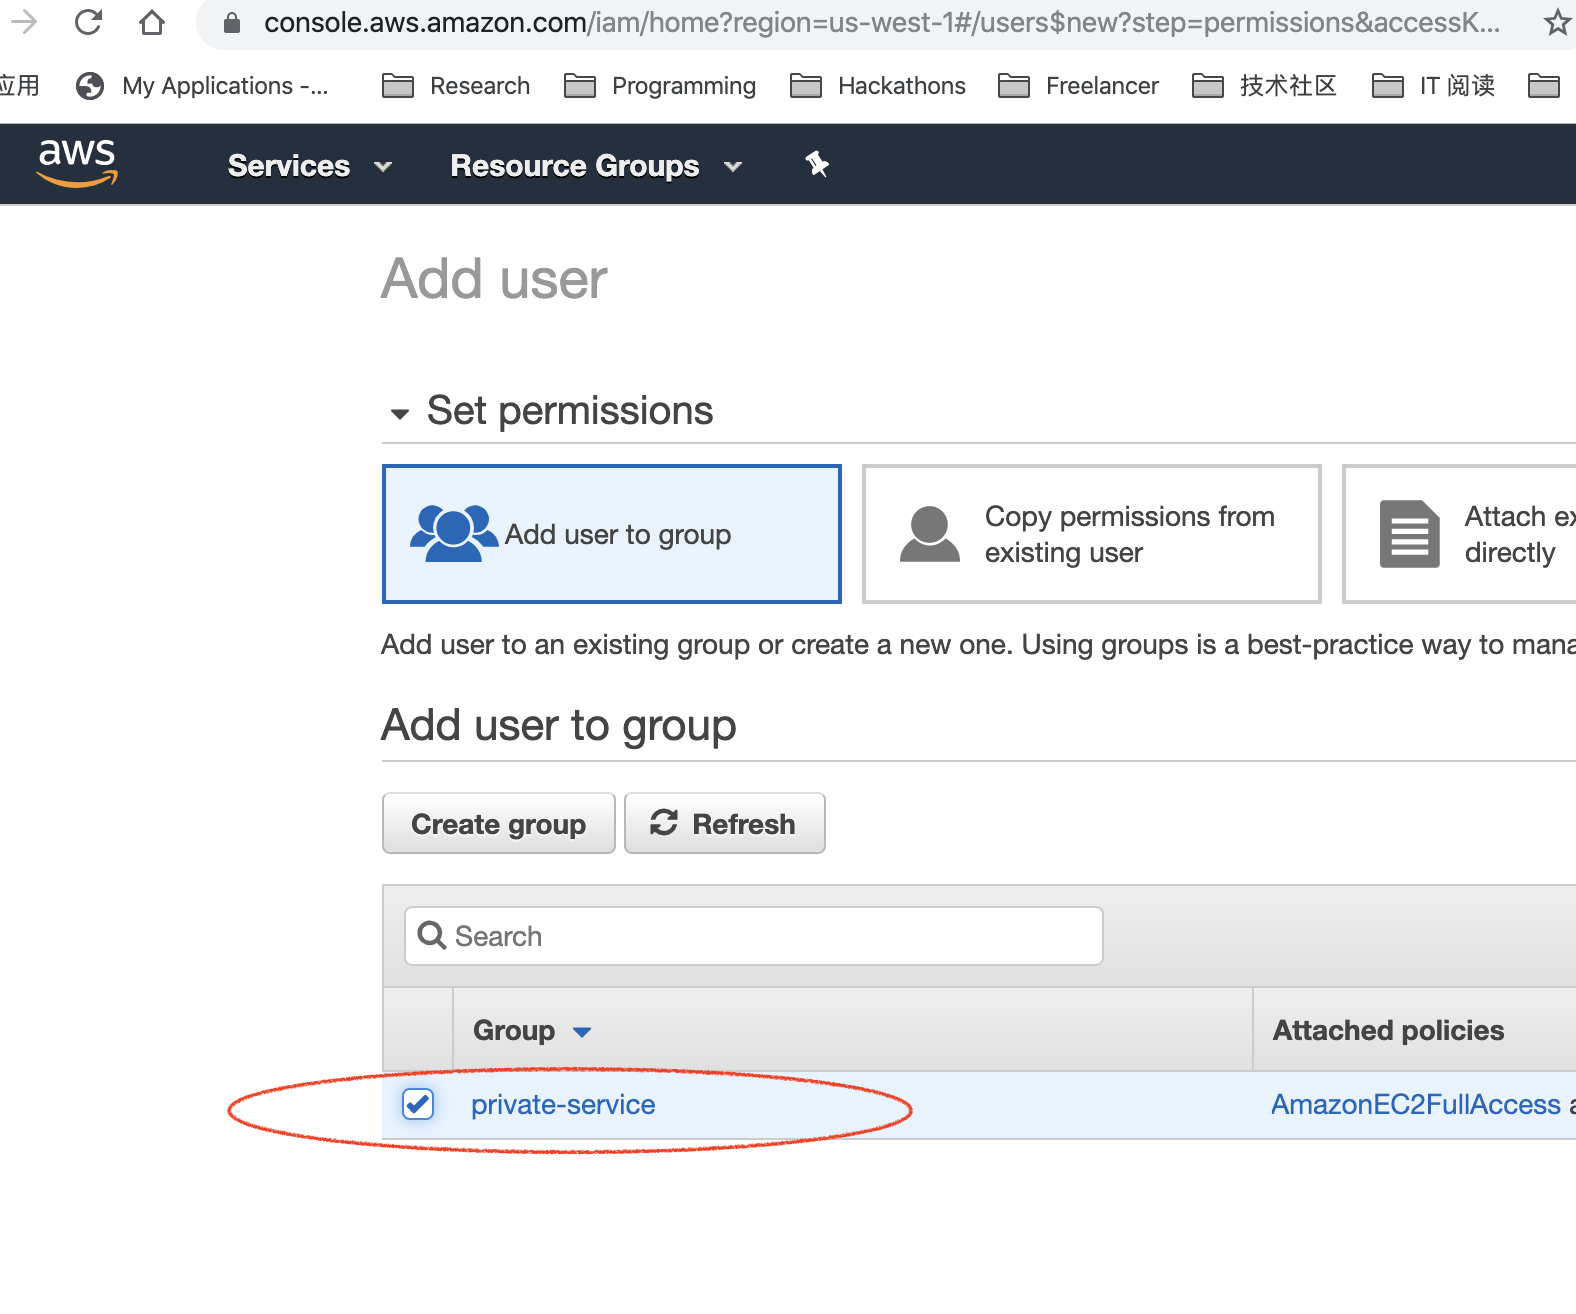 console.aws.amazon.com/iam/home?region=us-west-1#/users$new?step=permissions&accessK...
应用 My Applications -... Research Programming Hackathons Freelancer 技术社区 IT 阅读
aws Services Resource Groups
Add user
Set permissions
Add user to group
Copy permissions from
existing user
Attach ex
directly
Add user to an existing group or create a new one. Using groups is a best-practice way to mana
Add user to group
Create group Refresh
Search
Group Attached policies
private-service AmazonEC2FullAccess a